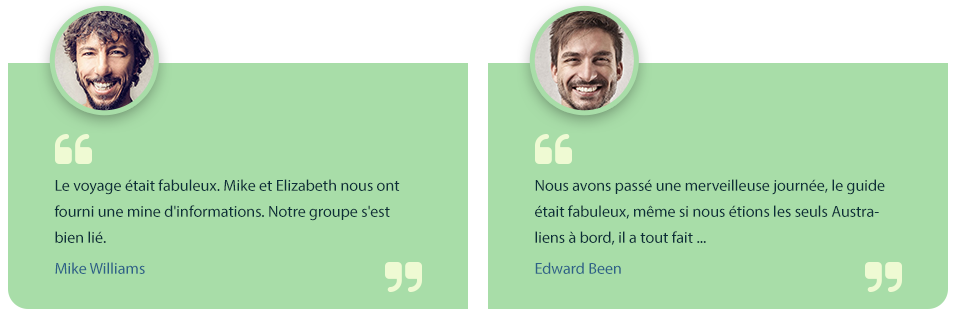 Le voyage était fabuleux. Mike et Elizabeth nous ont
fourni une mine d'informations. Notre groupe s'est
bien lié.
Mike Williams
Nous avons passé une merveilleuse journée, le guide
était fabuleux, même si nous étions les seuls Austra-
liens à bord, il a tout fait ...
Edward Been